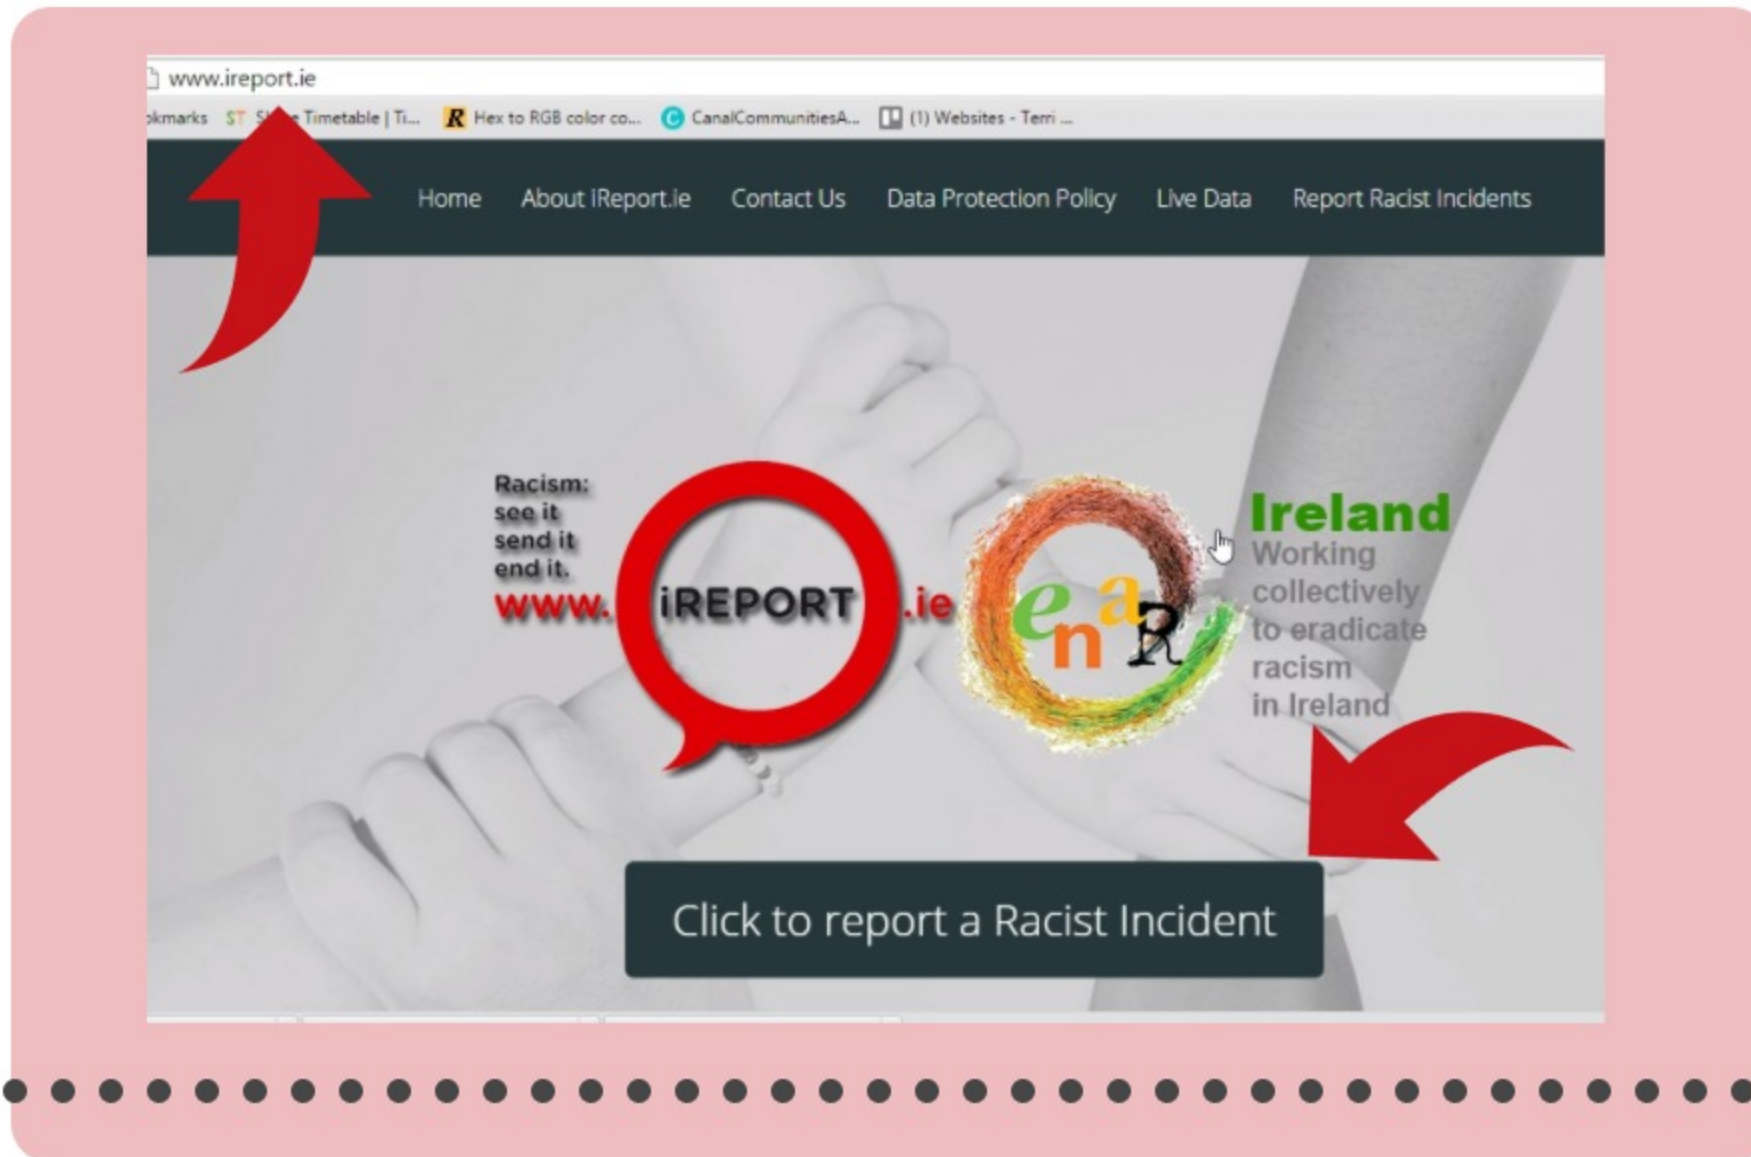 www.ireport.ie
okmarks ST Timetable | Ti... R Hex to RGB color co... C CanalCommunitiesA... (1) Websites - Terri ...
Home About iReport.ie Contact Us Data Protection Policy Live Data Report Racist Incidents
Racism:
see it
send it
end it.
www. iREPORT .ie
enaR
Ireland
Working
collectively
to eradicate
racism
in Ireland
Click to report a Racist Incident